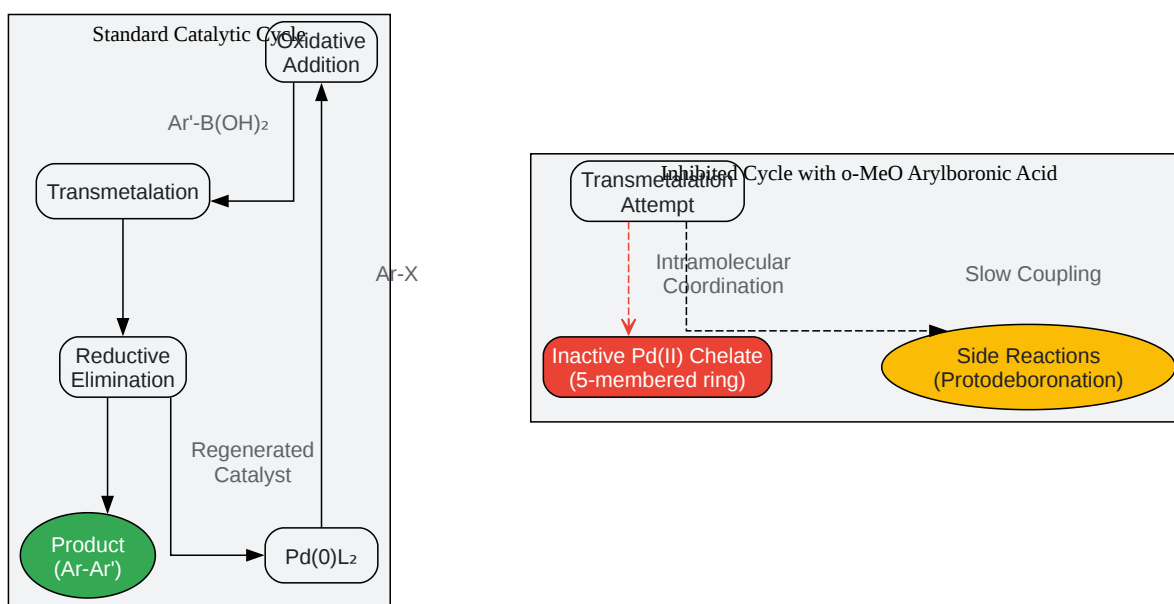 Standard Catalytic Cycle
Oxidative
Addition
Ar'-B(OH)₂
Transmetalation
Ar-X
Reductive
Elimination
Regenerated
Catalyst
Product
(Ar-Ar')
Pd(0)L₂
Inhibited Cycle with o-MeO Arylboronic Acid
Transmetalation
Attempt
Intramolecular
Coordination
Slow Coupling
Inactive Pd(II) Chelate
(5-membered ring)
Side Reactions
(Protodeboronation)